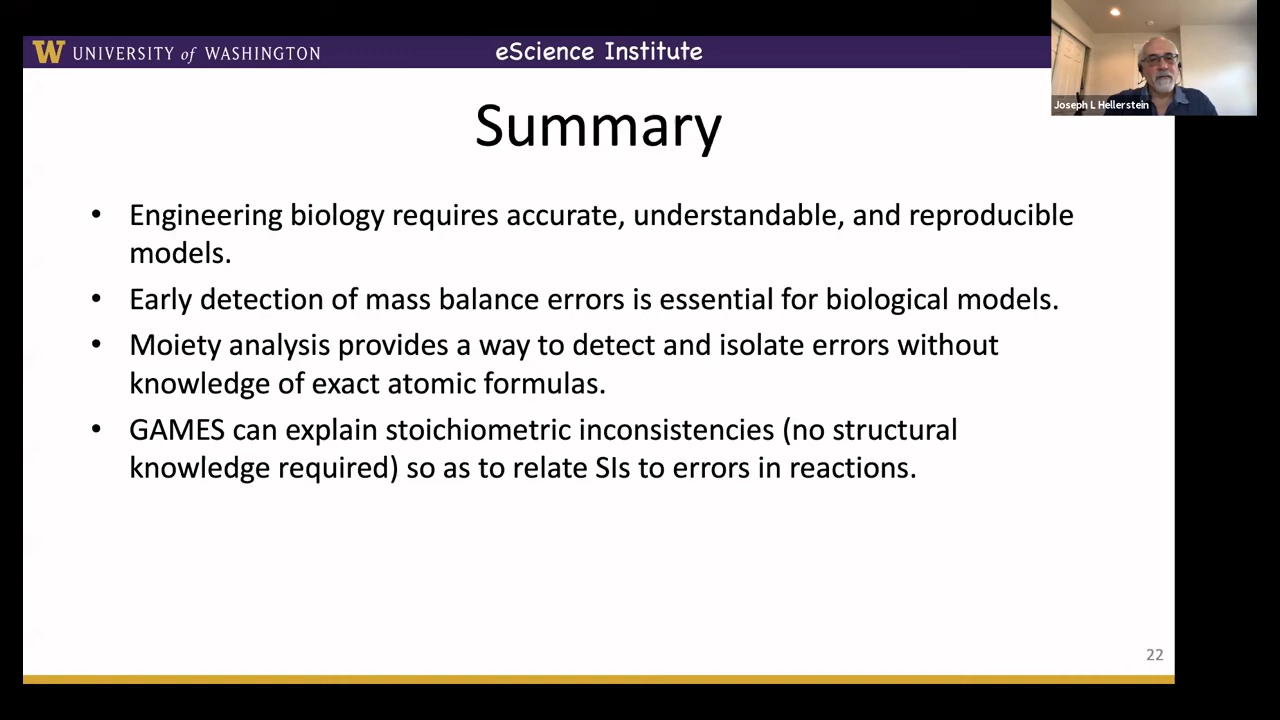 W UNIVERSITY of WASHINGTON
eScience Institute
Joseph L Hellerstein
Summary
• Engineering biology requires accurate, understandable, and reproducible
models.
• Early detection of mass balance errors is essential for biological models.
• Moiety analysis provides a way to detect and isolate errors without
knowledge of exact atomic formulas.
• GAMES can explain stoichiometric inconsistencies (no structural
knowledge required) so as to relate SIs to errors in reactions.
22